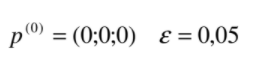 p⁽⁰⁾ = (0;0;0) ε = 0,05